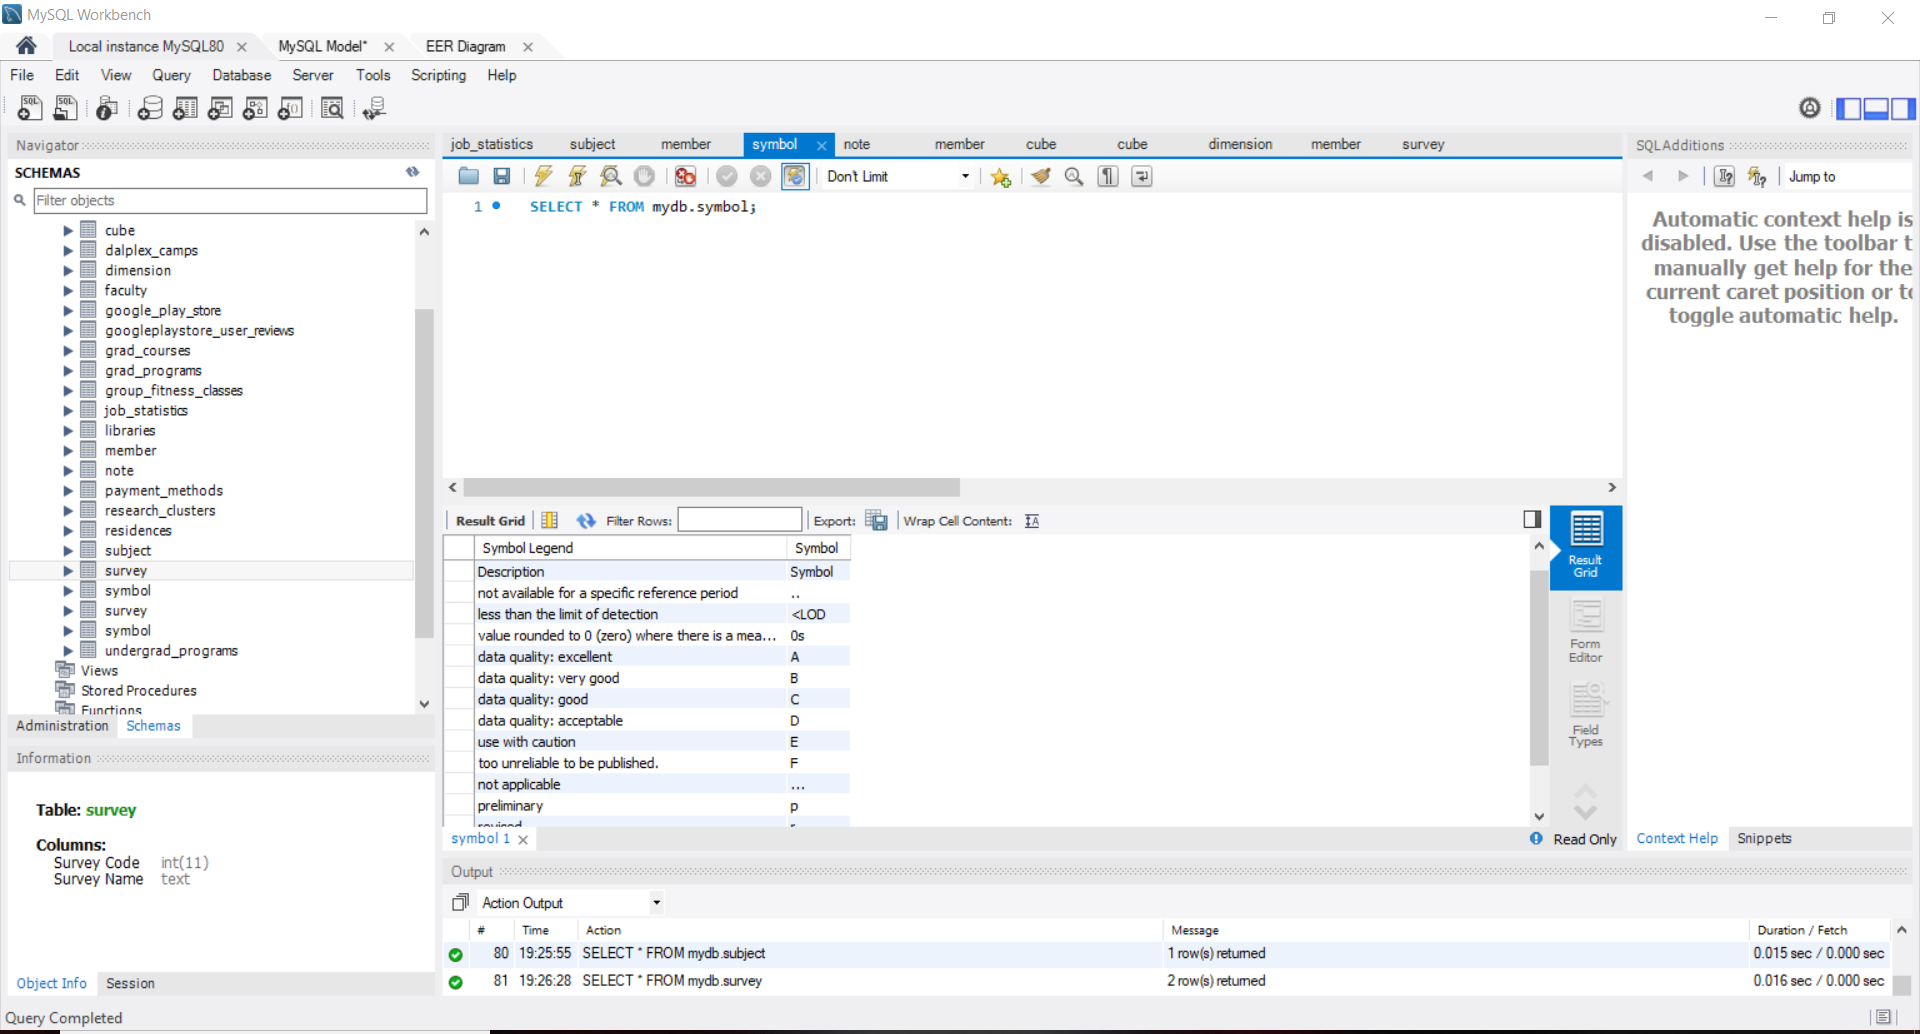 MySQL Workbench
Local instance MySQL80
MySQL Model*
EER Diagram
File Edit View Query Database Server Tools Scripting Help
Navigator
SCHEMAS
Filter objects
cube
dalplex_camps
dimension
faculty
google_play_store
googleplaystore_user_reviews
grad_courses
grad_programs
group_fitness_classes
job_statistics
libraries
member
note
payment_methods
research_clusters
residences
subject
survey
symbol
survey
symbol
undergrad_programs
Views
Stored Procedures
Functions
Administration Schemas
Information
Table: survey
Columns:
Survey Code int(11)
Survey Name text
Object Info Session
Query Completed
job_statistics subject member symbol note member cube cube dimension member survey
Don't Limit
1 SELECT * FROM mydb.symbol;
Result Grid Filter Rows: Export: Wrap Cell Content:
Symbol Legend Symbol
Description Symbol
not available for a specific reference period ..
less than the limit of detection <LOD
value rounded to 0 (zero) where there is a mea... 0s
data quality: excellent A
data quality: very good B
data quality: good C
data quality: acceptable D
use with caution E
too unreliable to be published. F
not applicable ...
preliminary p
revised r
Result
Grid
Form
Editor
Field
Types
symbol 1
Read Only
Output
Action Output
# Time Action Message Duration / Fetch
80 19:25:55 SELECT * FROM mydb.subject 1 row(s) returned 0.015 sec / 0.000 sec
81 19:26:28 SELECT * FROM mydb.survey 2 row(s) returned 0.016 sec / 0.000 sec
SQLAdditions
Jump to
Automatic context help is
disabled. Use the toolbar t
manually get help for the
current caret position or to
toggle automatic help.
Context Help Snippets